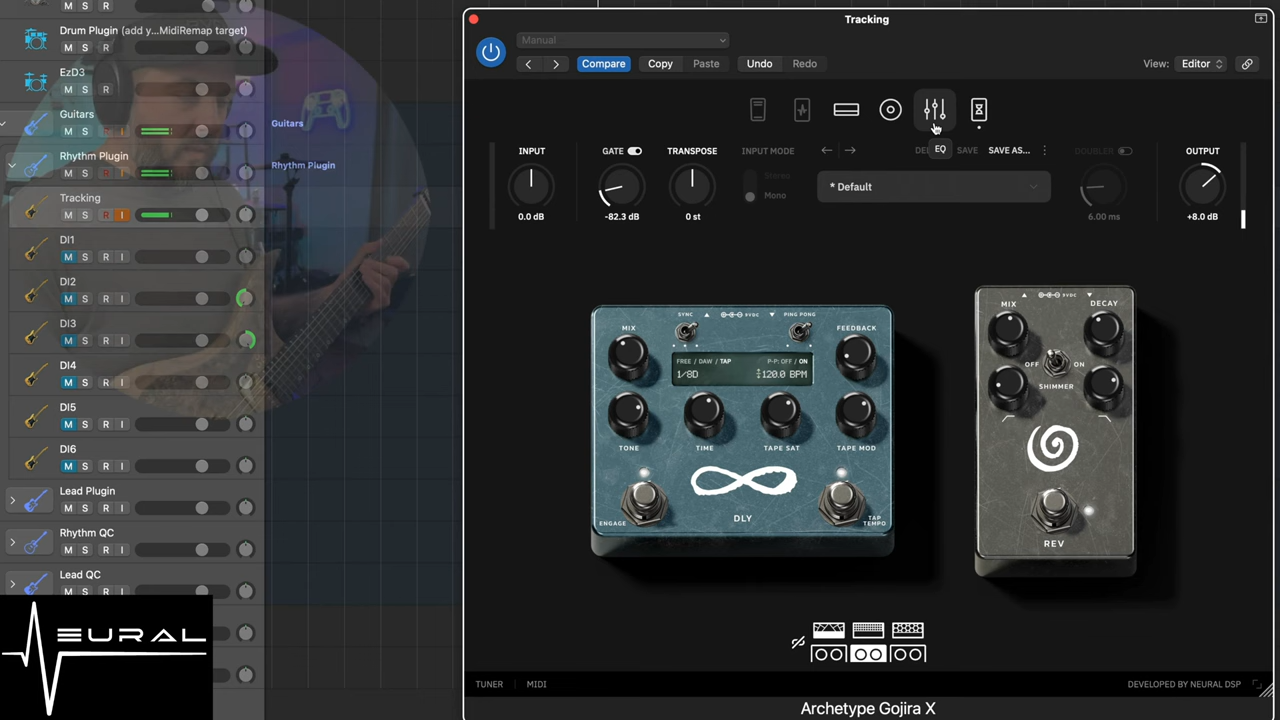 M S R
Drum Plugin (add y...MidiRemap target)
M S R
EzD3
M S R
Guitars
M S R I
Rhythm Plugin
M S R I
Tracking
M S R I
DI1
M S R I
DI2
M S R I
DI3
M S R I
DI4
M S R I
DI5
M S R I
DI6
M S R I
Lead Plugin
M S R I
Rhythm QC
M S R I
Lead QC
M S R I
Guitars
Rhythm Plugin
EURAL
Tracking
Manual
Compare Copy Paste Undo Redo
View: Editor
EQ
INPUT
0.0 dB
GATE
-82.3 dB
TRANSPOSE
0 st
INPUT MODE
Stereo
Mono
SAVE SAVE AS...
* Default
DOUBLER
6.00 ms
OUTPUT
+8.0 dB
SYNC 9VDC PING PONG
MIX FEEDBACK
FREE / DAW / TAP P-P: OFF / ON
1/8D 120.0 BPM
TONE TIME TAPE SAT TAPE MOD
ENGAGE
DLY
TAP
TEMPO
9VDC
MIX DECAY
OFF ON
SHIMMER
REV
TUNER MIDI
DEVELOPED BY NEURAL DSP
Archetype Gojira X